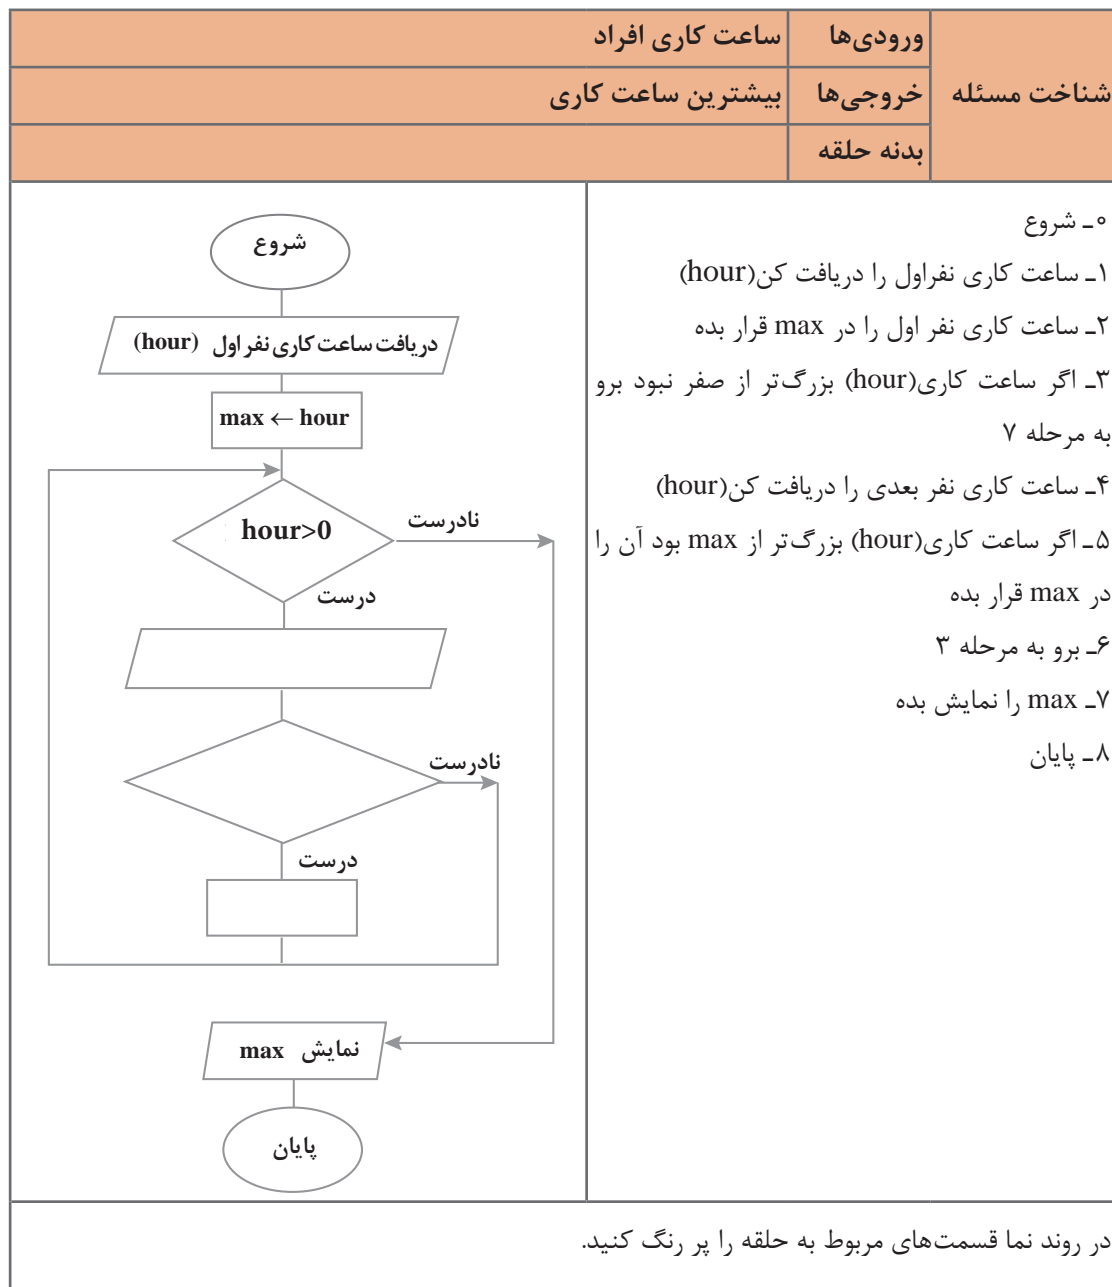 شناخت مسئله
ورودی‌ها
ساعت کاری افراد
خروجی‌ها
بیشترین ساعت کاری
بدنه حلقه
۰ـ شروع
۱ـ ساعت کاری نفراول را دریافت کن(hour)
۲ـ ساعت کاری نفر اول را در max قرار بده
۳ـ اگر ساعت کاری(hour) بزرگ‌تر از صفر نبود برو
به مرحله ۷
۴ـ ساعت کاری نفر بعدی را دریافت کن(hour)
۵ـ اگر ساعت کاری(hour) بزرگ‌تر از max بود آن را
در max قرار بده
۶ـ برو به مرحله ۳
۷ـ max را نمایش بده
۸ـ پایان
شروع
دریافت ساعت کاری نفر اول (hour)
max ← hour
hour>0
نادرست
درست
نادرست
درست
نمایش max
پایان
در روند نما قسمت‌های مربوط به حلقه را پر رنگ کنید.